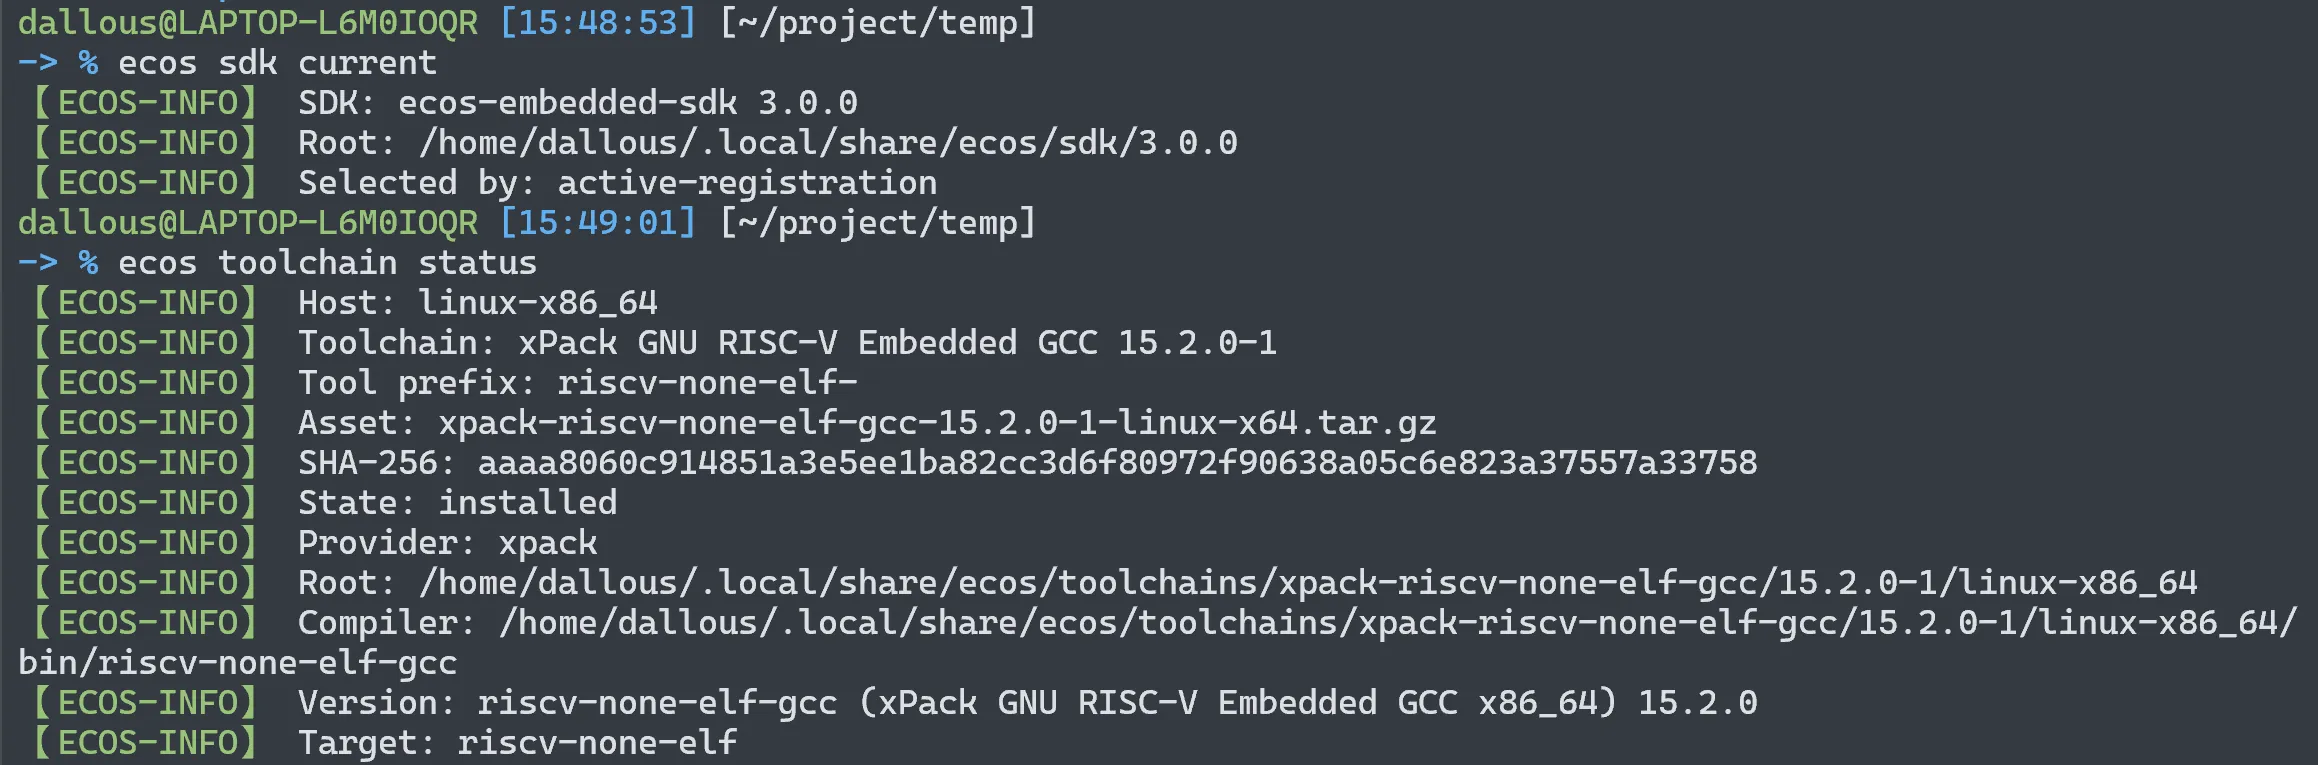 dallous@LAPTOP-L6M0IOQR [15:48:53] [~/project/temp]
-> % ecos sdk current
【ECOS-INFO】 SDK: ecos-embedded-sdk 3.0.0
【ECOS-INFO】 Root: /home/dallous/.local/share/ecos/sdk/3.0.0
【ECOS-INFO】 Selected by: active-registration
dallous@LAPTOP-L6M0IOQR [15:49:01] [~/project/temp]
-> % ecos toolchain status
【ECOS-INFO】 Host: linux-x86_64
【ECOS-INFO】 Toolchain: xPack GNU RISC-V Embedded GCC 15.2.0-1
【ECOS-INFO】 Tool prefix: riscv-none-elf-
【ECOS-INFO】 Asset: xpack-riscv-none-elf-gcc-15.2.0-1-linux-x64.tar.gz
【ECOS-INFO】 SHA-256: aaaa8060c914851a3e5ee1ba82cc3d6f80972f90638a05c6e823a37557a33758
【ECOS-INFO】 State: installed
【ECOS-INFO】 Provider: xpack
【ECOS-INFO】 Root: /home/dallous/.local/share/ecos/toolchains/xpack-riscv-none-elf-gcc/15.2.0-1/linux-x86_64
【ECOS-INFO】 Compiler: /home/dallous/.local/share/ecos/toolchains/xpack-riscv-none-elf-gcc/15.2.0-1/linux-x86_64/
bin/riscv-none-elf-gcc
【ECOS-INFO】 Version: riscv-none-elf-gcc (xPack GNU RISC-V Embedded GCC x86_64) 15.2.0
【ECOS-INFO】 Target: riscv-none-elf